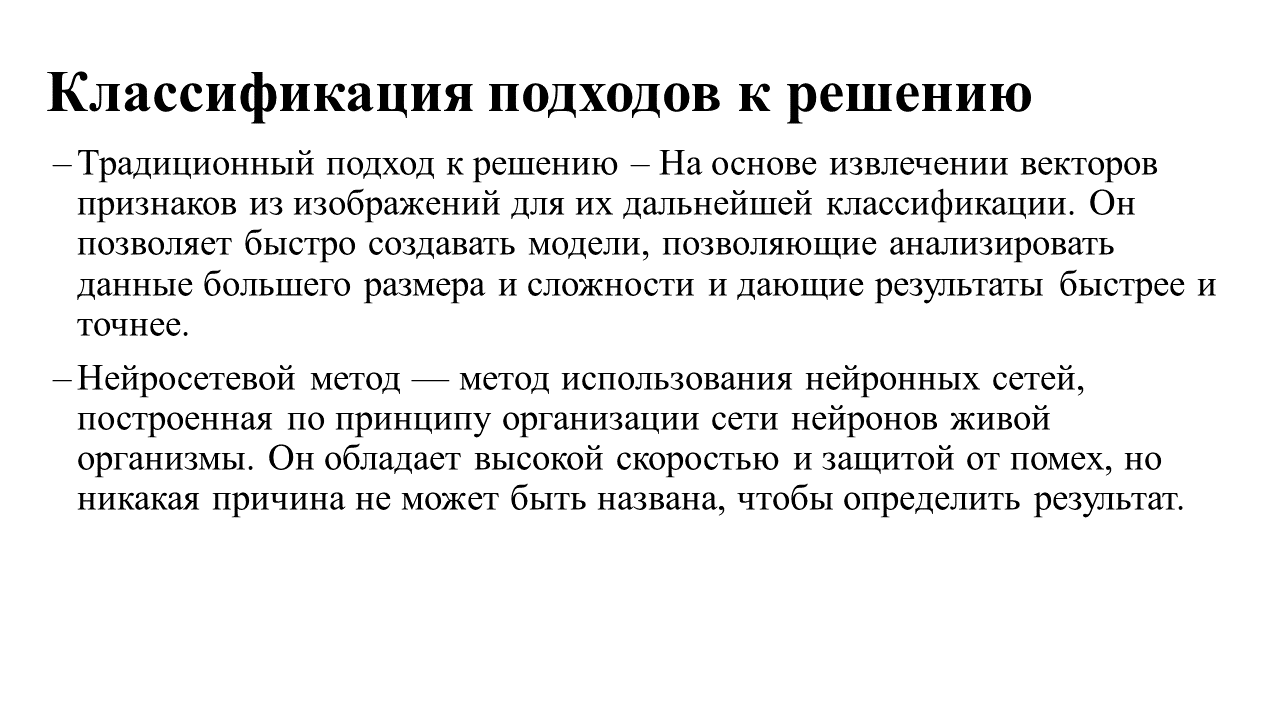 Классификация подходов к решению
– Традиционный подход к решению – На основе извлечении векторов
признаков из изображений для их дальнейшей классификации. Он
позволяет быстро создавать модели, позволяющие анализировать
данные большего размера и сложности и дающие результаты быстрее и
точнее.
– Нейросетевой метод — метод использования нейронных сетей,
построенная по принципу организации сети нейронов живой
организмы. Он обладает высокой скоростью и защитой от помех, но
никакая причина не может быть названа, чтобы определить результат.